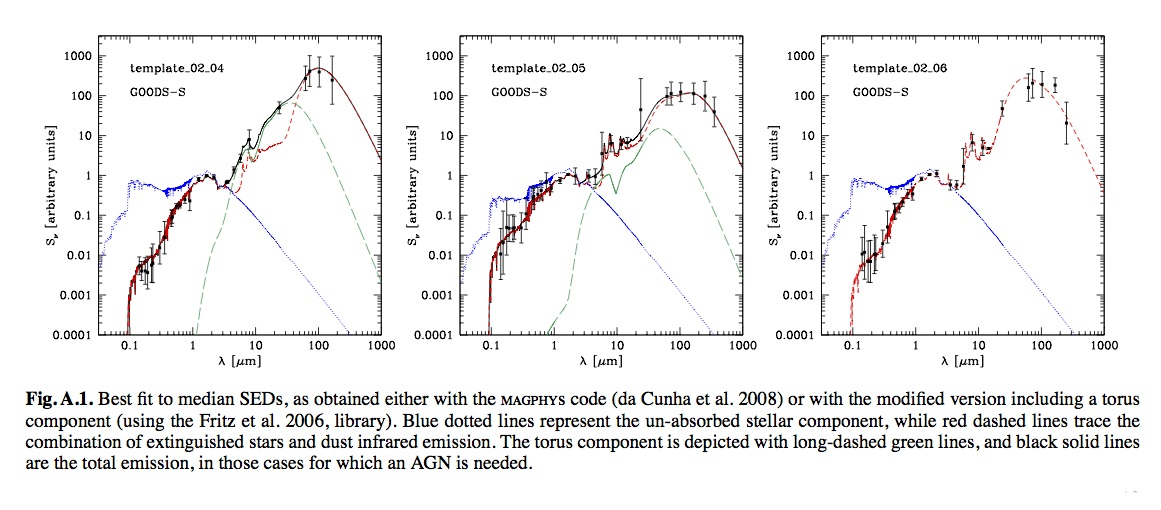 1000
100
10
1
0.1
0.01
0.001
0.0001
Sν [arbitrary units]
template_02_04
GOODS-S
0.1 1 10 100 1000
λ [μm]
1000
100
10
1
0.1
0.01
0.001
0.0001
Sν [arbitrary units]
template_02_05
GOODS-S
0.1 1 10 100 1000
λ [μm]
1000
100
10
1
0.1
0.01
0.001
0.0001
Sν [arbitrary units]
template_02_06
GOODS-S
0.1 1 10 100 1000
λ [μm]
Fig. A.1. Best fit to median SEDs, as obtained either with the MAGPHYS code (da Cunha et al. 2008) or with the modified version including a torus
component (using the Fritz et al. 2006, library). Blue dotted lines represent the un-absorbed stellar component, while red dashed lines trace the
combination of extinguished stars and dust infrared emission. The torus component is depicted with long-dashed green lines, and black solid lines
are the total emission, in those cases for which an AGN is needed.